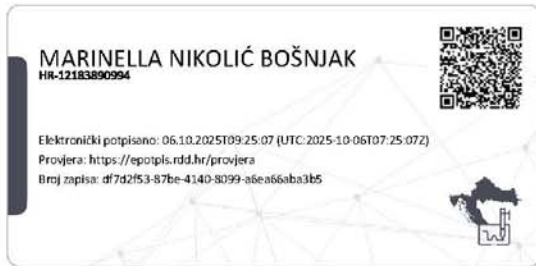 MARINELLA NIKOLIĆ BOŠNJAK
HR-12183890994
Elektronički potpisano: 06.10.2025T09:25:07 (UTC:2025-10-06T07:25:07Z)
Provjera: https://epotpis.rdd.hr/provjera
Broj zapisa: df7d2f53-87be-4140-8099-a6ea66aba3b5